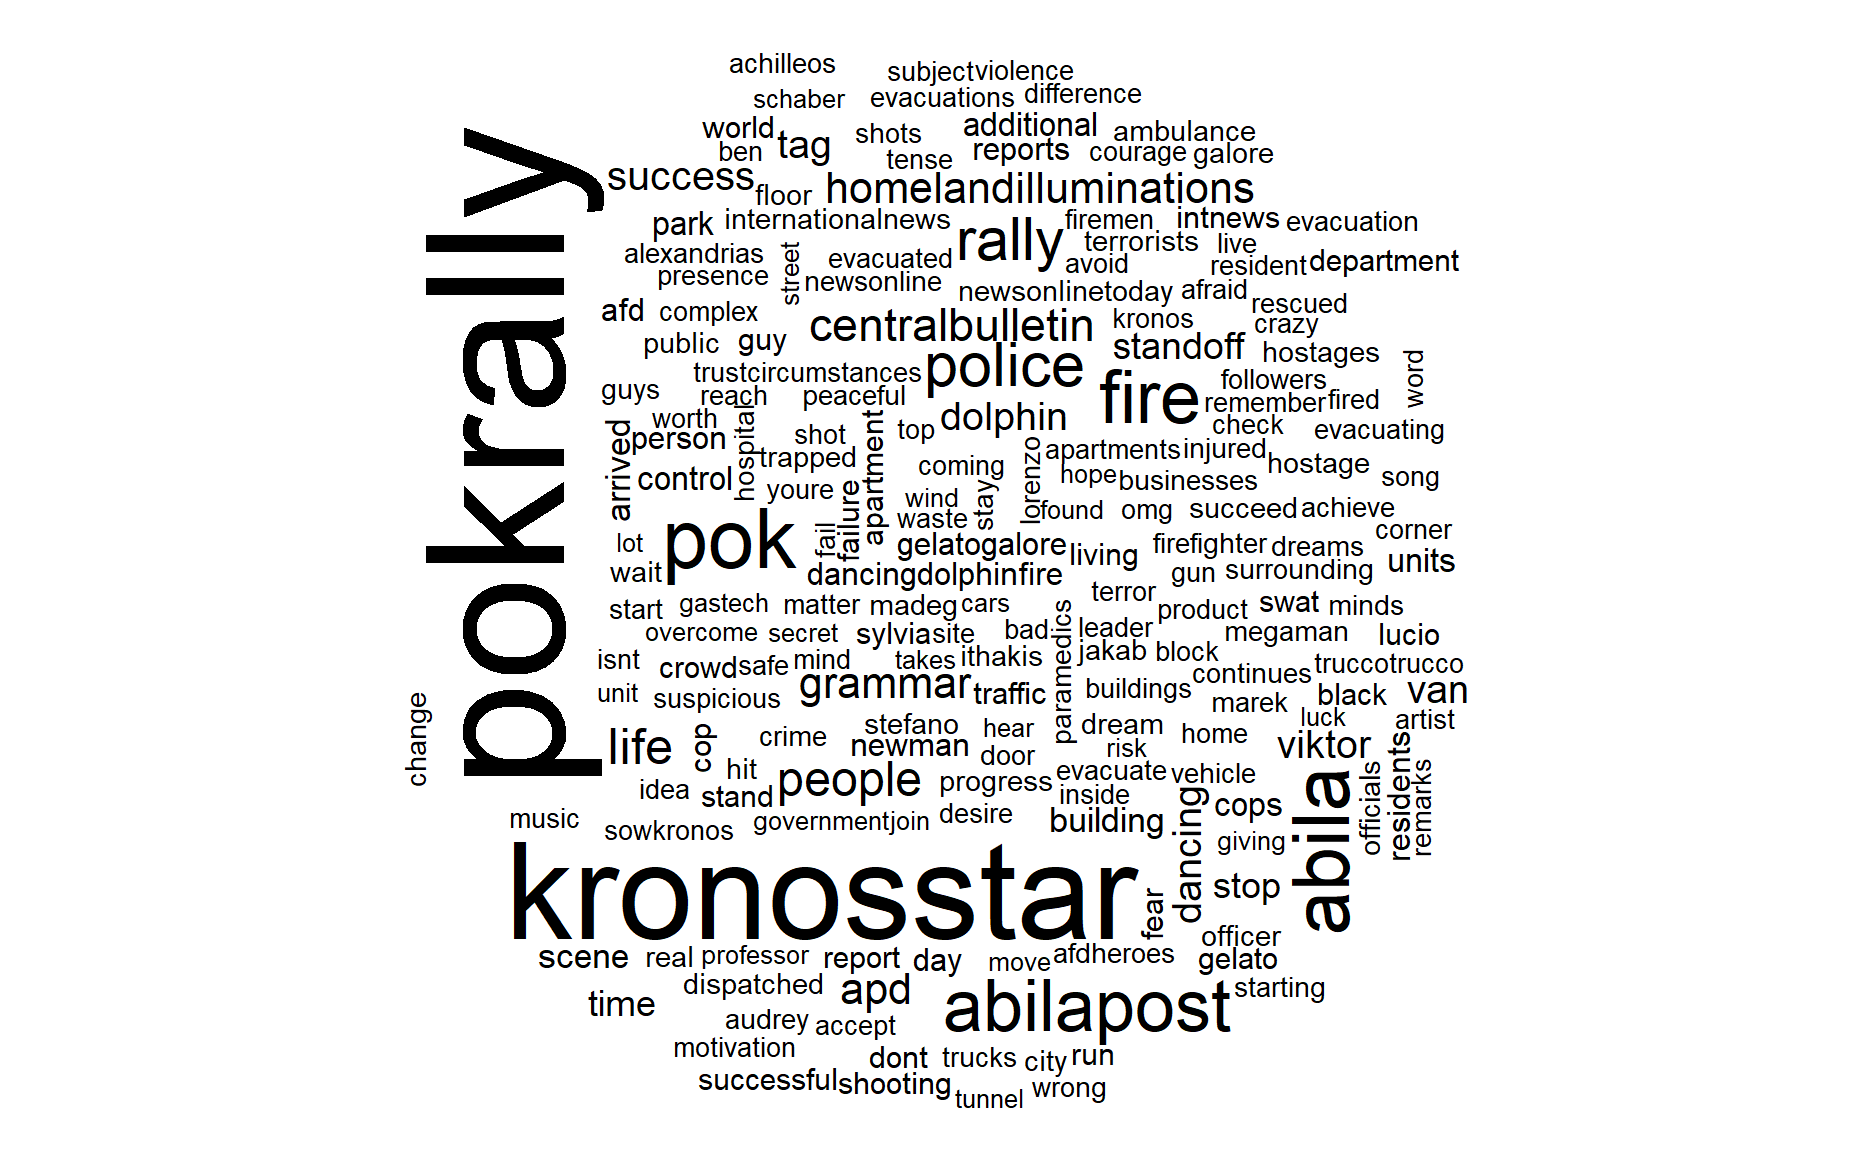 achilleos
subject violence
schaber evacuations difference
world tag shots additional ambulance
ben tense reports courage galore
success floor homelandilluminations
park internationalnews rally firemen intnews evacuation
alexandrias street evacuated terrorists live
presence newsonline avoid resident department
newsonlinetoday afraid rescued
afd complex centralbulletin kronos crazy
public guy police standoff hostages
trust circumstances fire followers word
guys reach peaceful remember fired
pokrally
worth hospital shot top dolphin check evacuating
arrived person trapped apartment coming lorenzo apartments injured hostage
control youre failure wind stay hope businesses song
pok fail waste found omg succeed achieve
lot gelatogalore living firefighter dreams corner
wait dancingdolphinfire gun surrounding units
start gastech matter madeg cars terror product swat minds
overcome secret sylvia site bad paramedics leader megaman lucio
isnt crowd safe mind takes ithakis jakab block continues truccotrucco
unit suspicious grammar traffic buildings marek black van
change life cop crime stefano hear dream home luck artist
hit newman door risk viktor
idea stand people progress evacuate vehicle residents officials remarks
music sowkronos government join desire inside building dancing cops abila
kronosstar fear giving
stop
scene real professor report day move afdheroes officer gelato
time dispatched apd abilapost starting
audrey accept
motivation dont trucks city run
successful shooting tunnel wrong